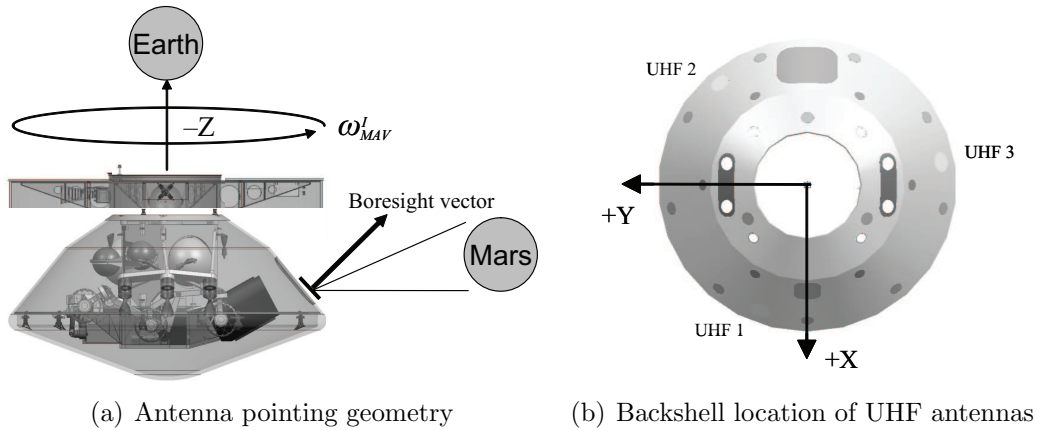 Earth
–Z
ω^I_MAV
Boresight vector
Mars
(a) Antenna pointing geometry
UHF 2
UHF 3
+Y
UHF 1
+X
(b) Backshell location of UHF antennas